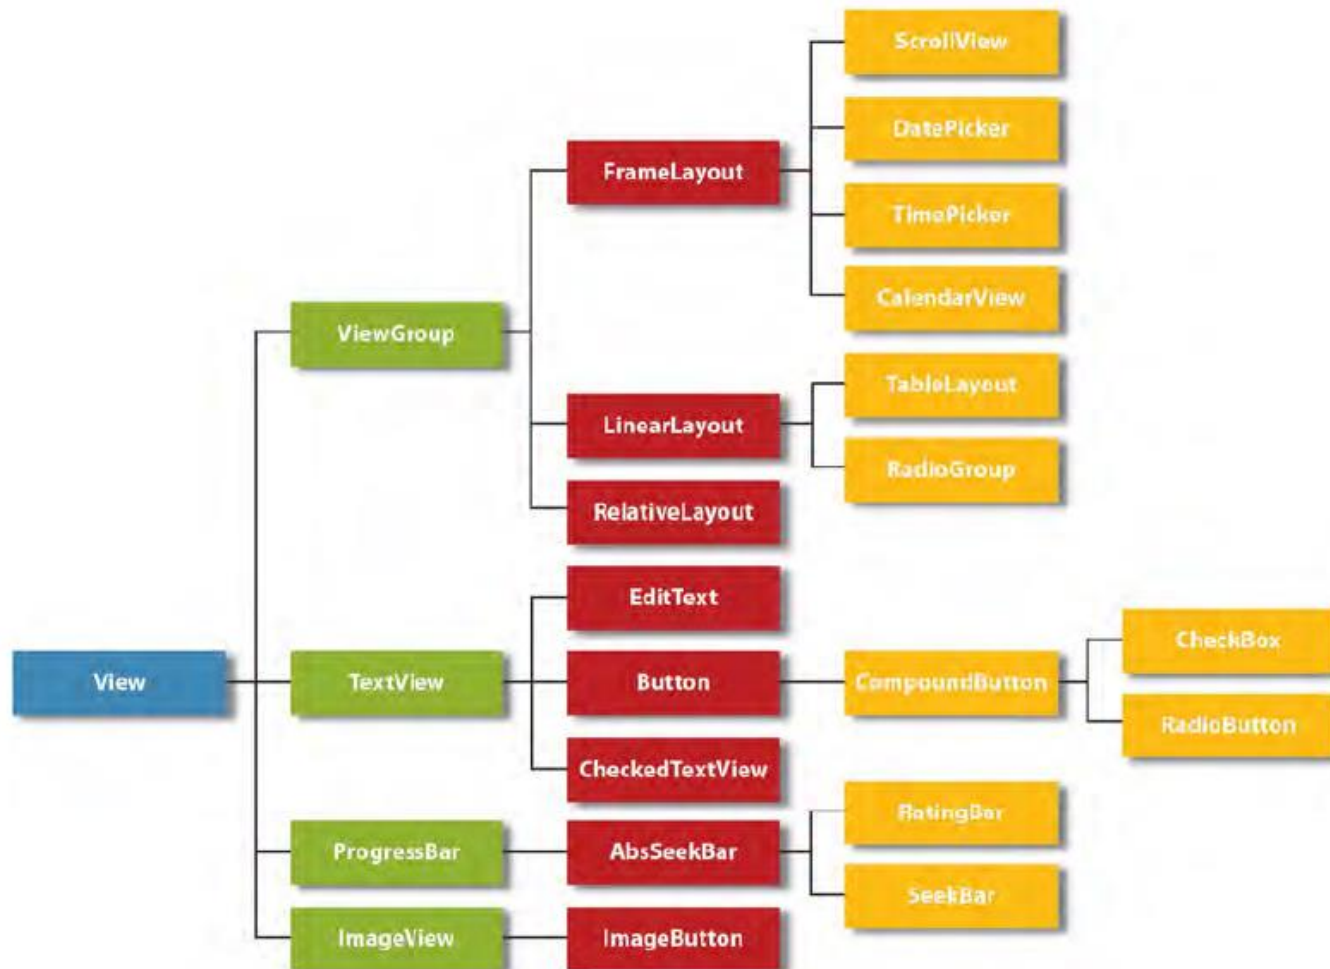 ScrollView
DatePicker
FrameLayout
TimePicker
CalendarView
ViewGroup
TableLayout
LinearLayout
RadioGroup
RelativeLayout
EditText
CheckBox
View
TextView
Button
CompoundButton
RadioButton
CheckedTextView
RatingBar
ProgressBar
AbsSeekBar
SeekBar
ImageView
ImageButton